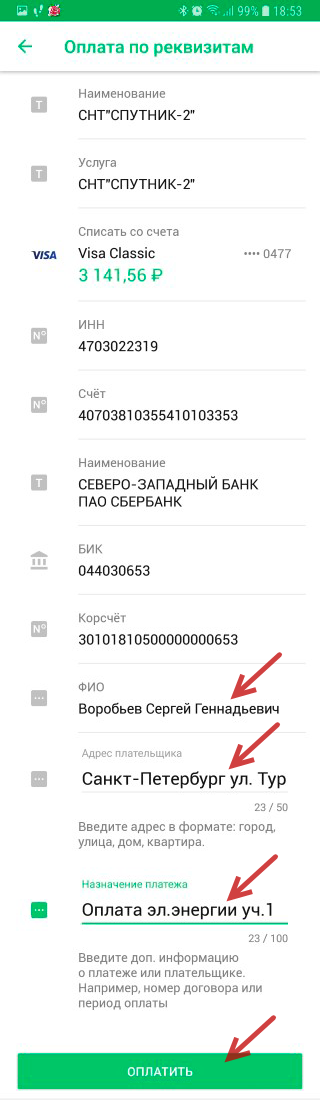 99% 18:53
Оплата по реквизитам
Наименование
СНТ"СПУТНИК-2"
Услуга
СНТ"СПУТНИК-2"
Списать со счета
VISA Visa Classic •••• 0477
3 141,56 ₽
ИНН
4703022319
Счёт
40703810355410103353
Наименование
СЕВЕРО-ЗАПАДНЫЙ БАНК
ПАО СБЕРБАНК
БИК
044030653
Корсчёт
30101810500000000653
ФИО
Воробьев Сергей Геннадьевич
Адрес плательщика
Санкт-Петербург ул. Тур
23 / 50
Введите адрес в формате: город,
улица, дом, квартира.
Назначение платежа
Оплата эл.энергии уч.1
23 / 100
Введите доп. информацию
о платеже или плательщике.
Например, номер договора или
период оплаты
ОПЛАТИТЬ